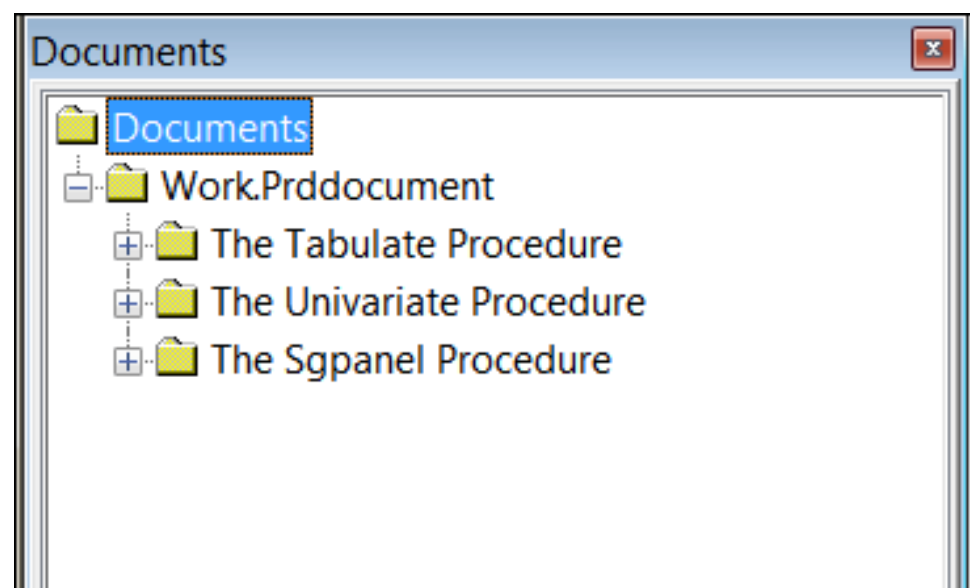 Documents
Documents
Work.Prddocument
The Tabulate Procedure
The Univariate Procedure
The Sgpanel Procedure